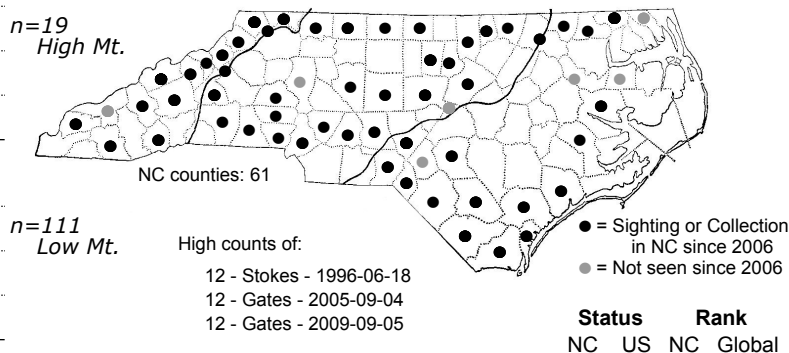 n=19
High Mt.
NC counties: 61
n=111
Low Mt.
High counts of:
12 - Stokes - 1996-06-18
12 - Gates - 2005-09-04
12 - Gates - 2009-09-05
● = Sighting or Collection
in NC since 2006
● = Not seen since 2006
Status Rank
NC US NC Global